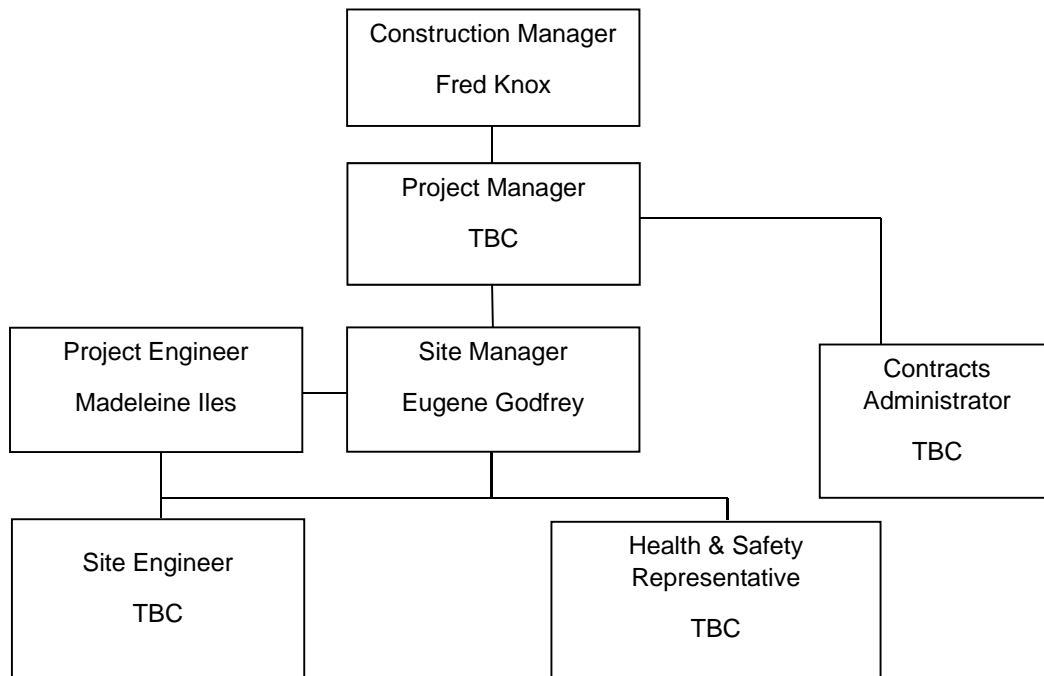 Construction Manager
Fred Knox
Project Manager
TBC
Project Engineer
Madeleine Iles
Site Manager
Eugene Godfrey
Contracts
Administrator
TBC
Site Engineer
TBC
Health & Safety
Representative
TBC